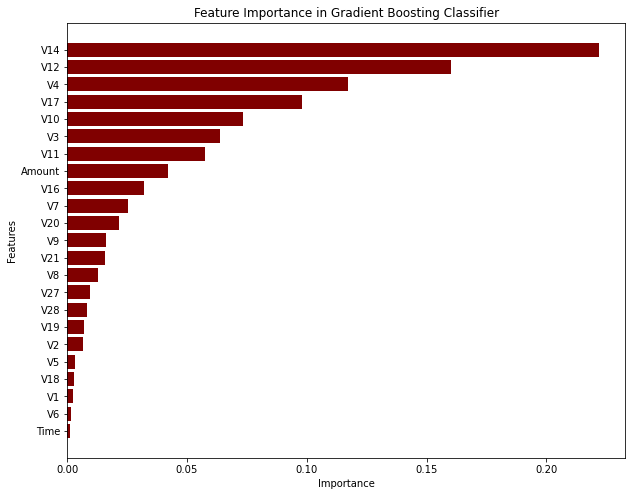 Feature Importance in Gradient Boosting Classifier
V14
V12
V4
V17
V10
V3
V11
Amount
V16
V7
V20
V9
V21
V8
V27
V28
V19
V2
V5
V18
V1
V6
Time
Features
0.00 0.05 0.10 0.15 0.20
Importance